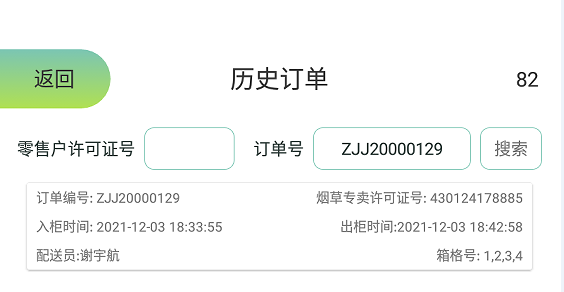 返回 历史订单 82
零售户许可证号 订单号 ZJJ20000129 搜索
订单编号: ZJJ20000129 烟草专卖许可证号: 430124178885
入柜时间: 2021-12-03 18:33:55 出柜时间:2021-12-03 18:42:58
配送员:谢宇航 箱格号: 1,2,3,4